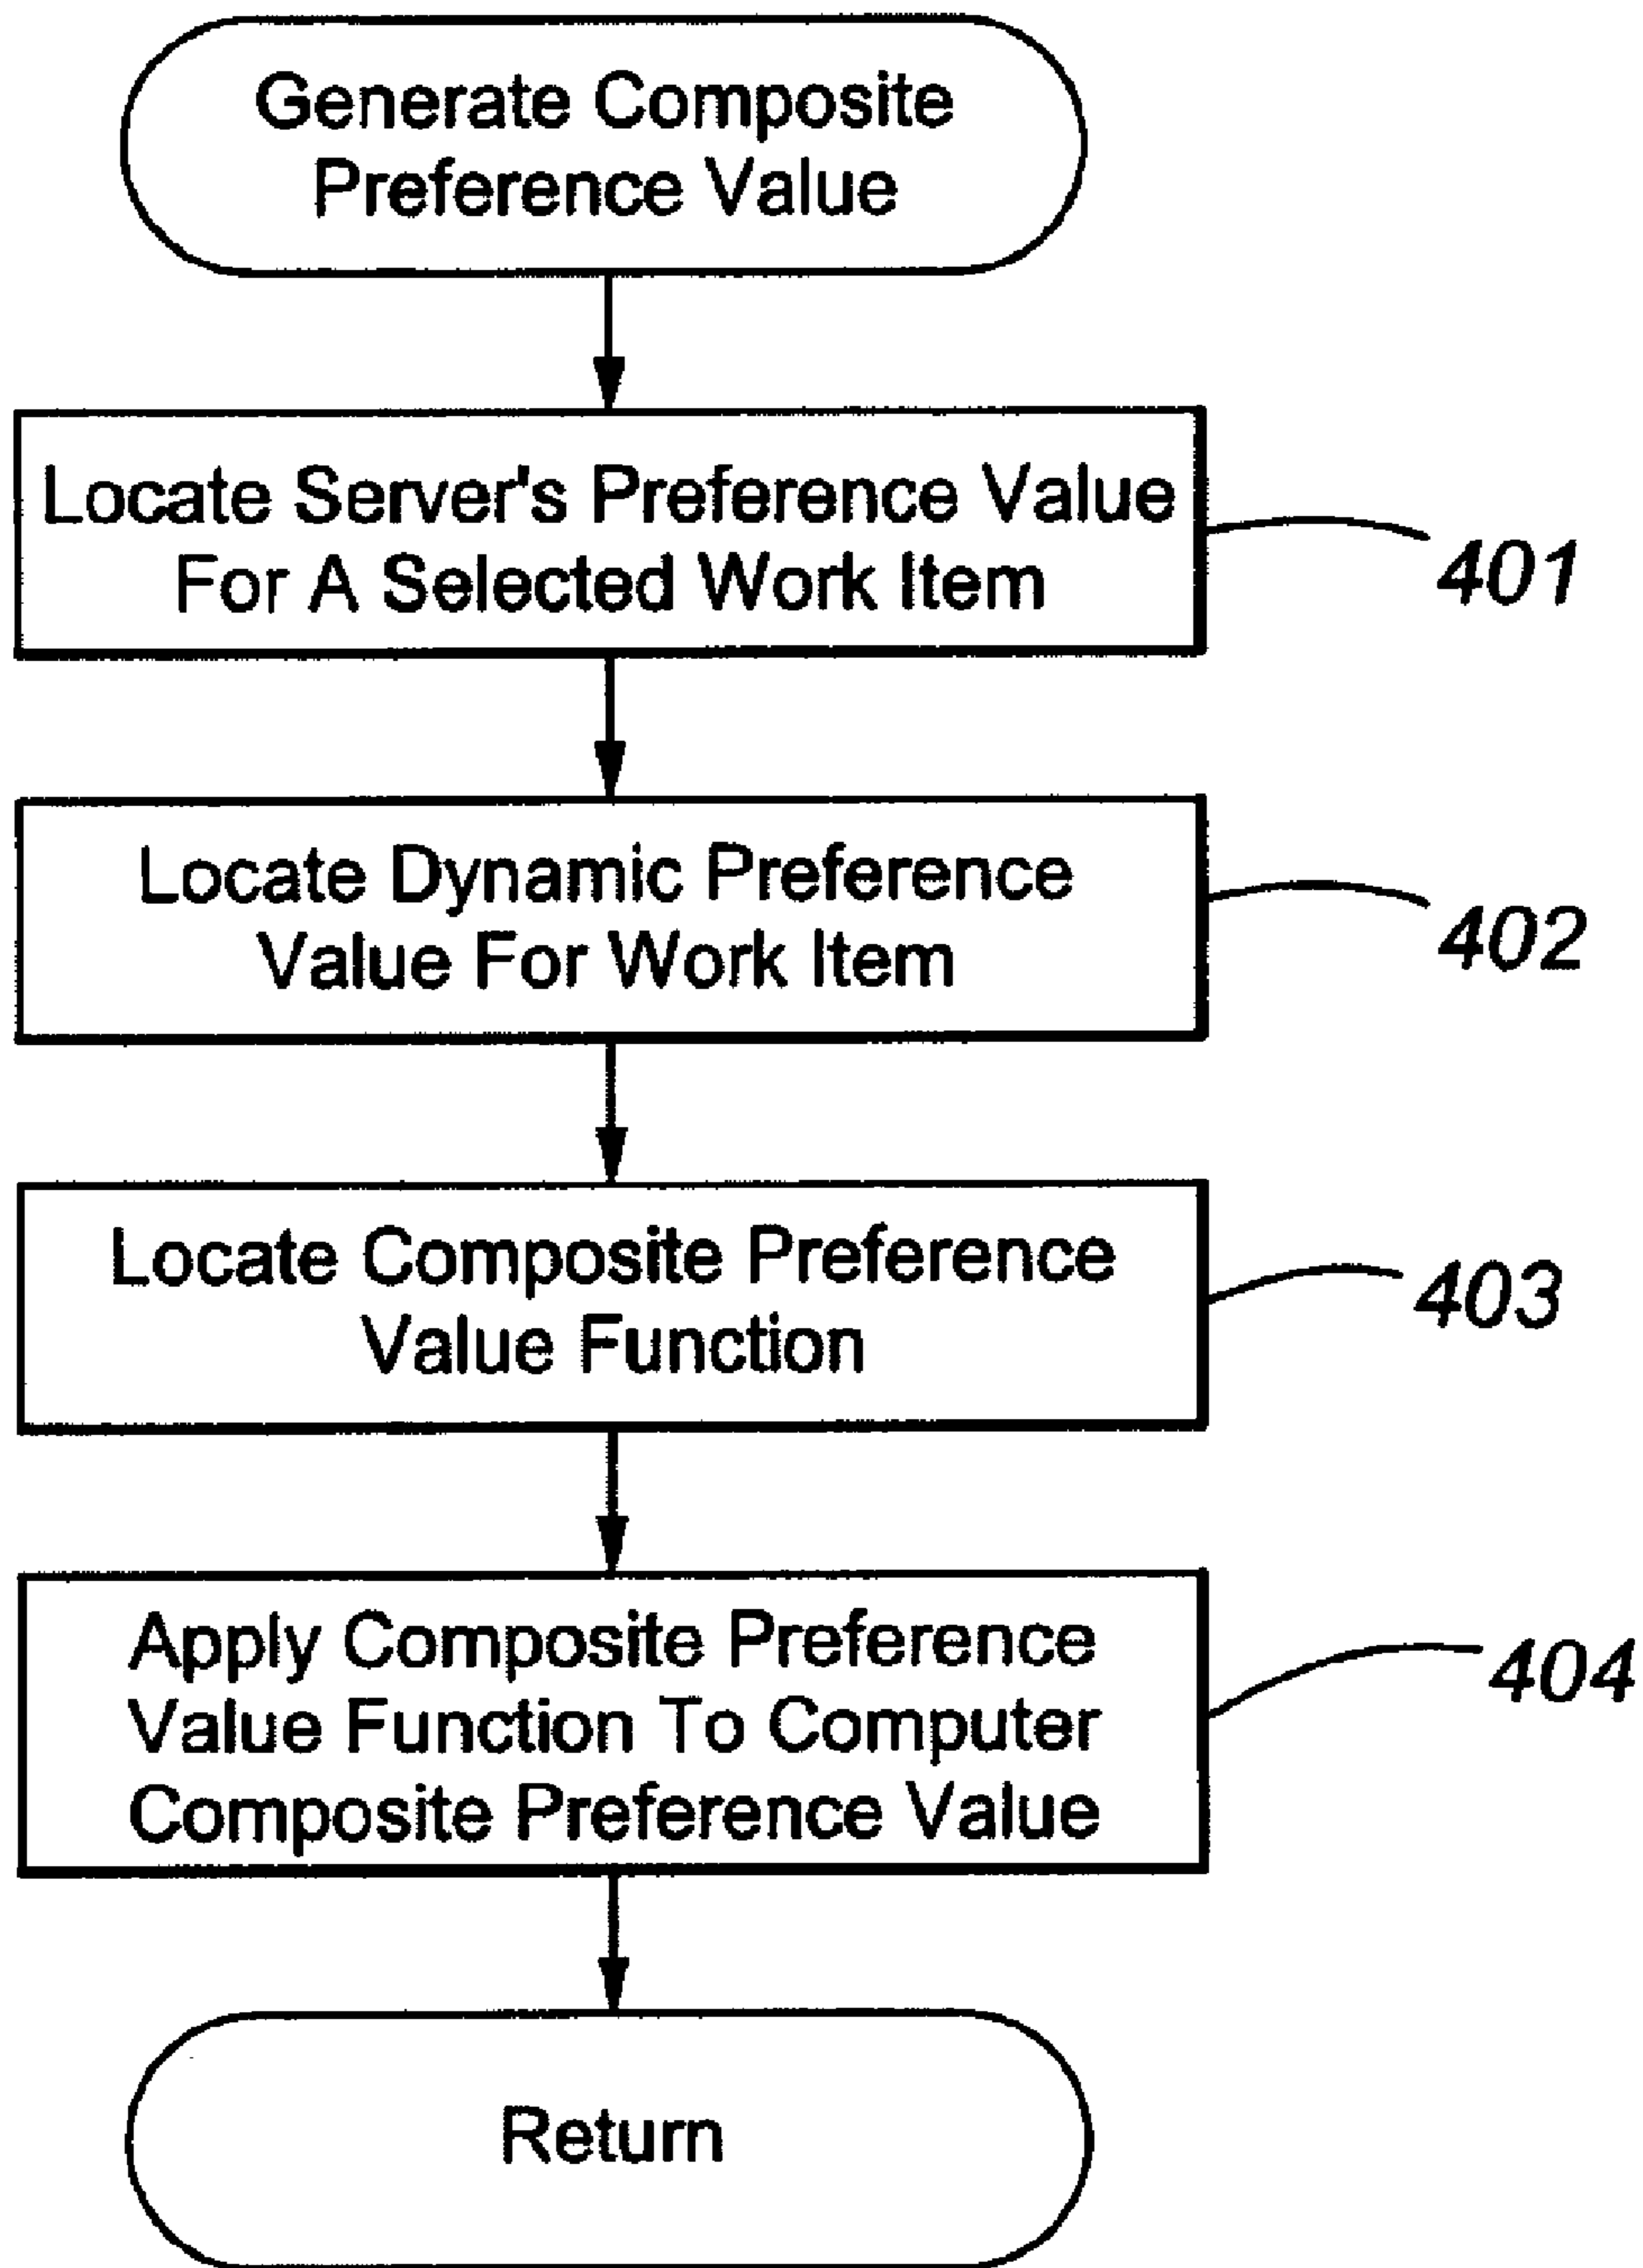 Generate Composite
Preference Value
Locate Server's Preference Value
For A Selected Work Item
401
Locate Dynamic Preference
Value For Work Item
402
Locate Composite Preference
Value Function
403
Apply Composite Preference
Value Function To Computer
Composite Preference Value
404
Return